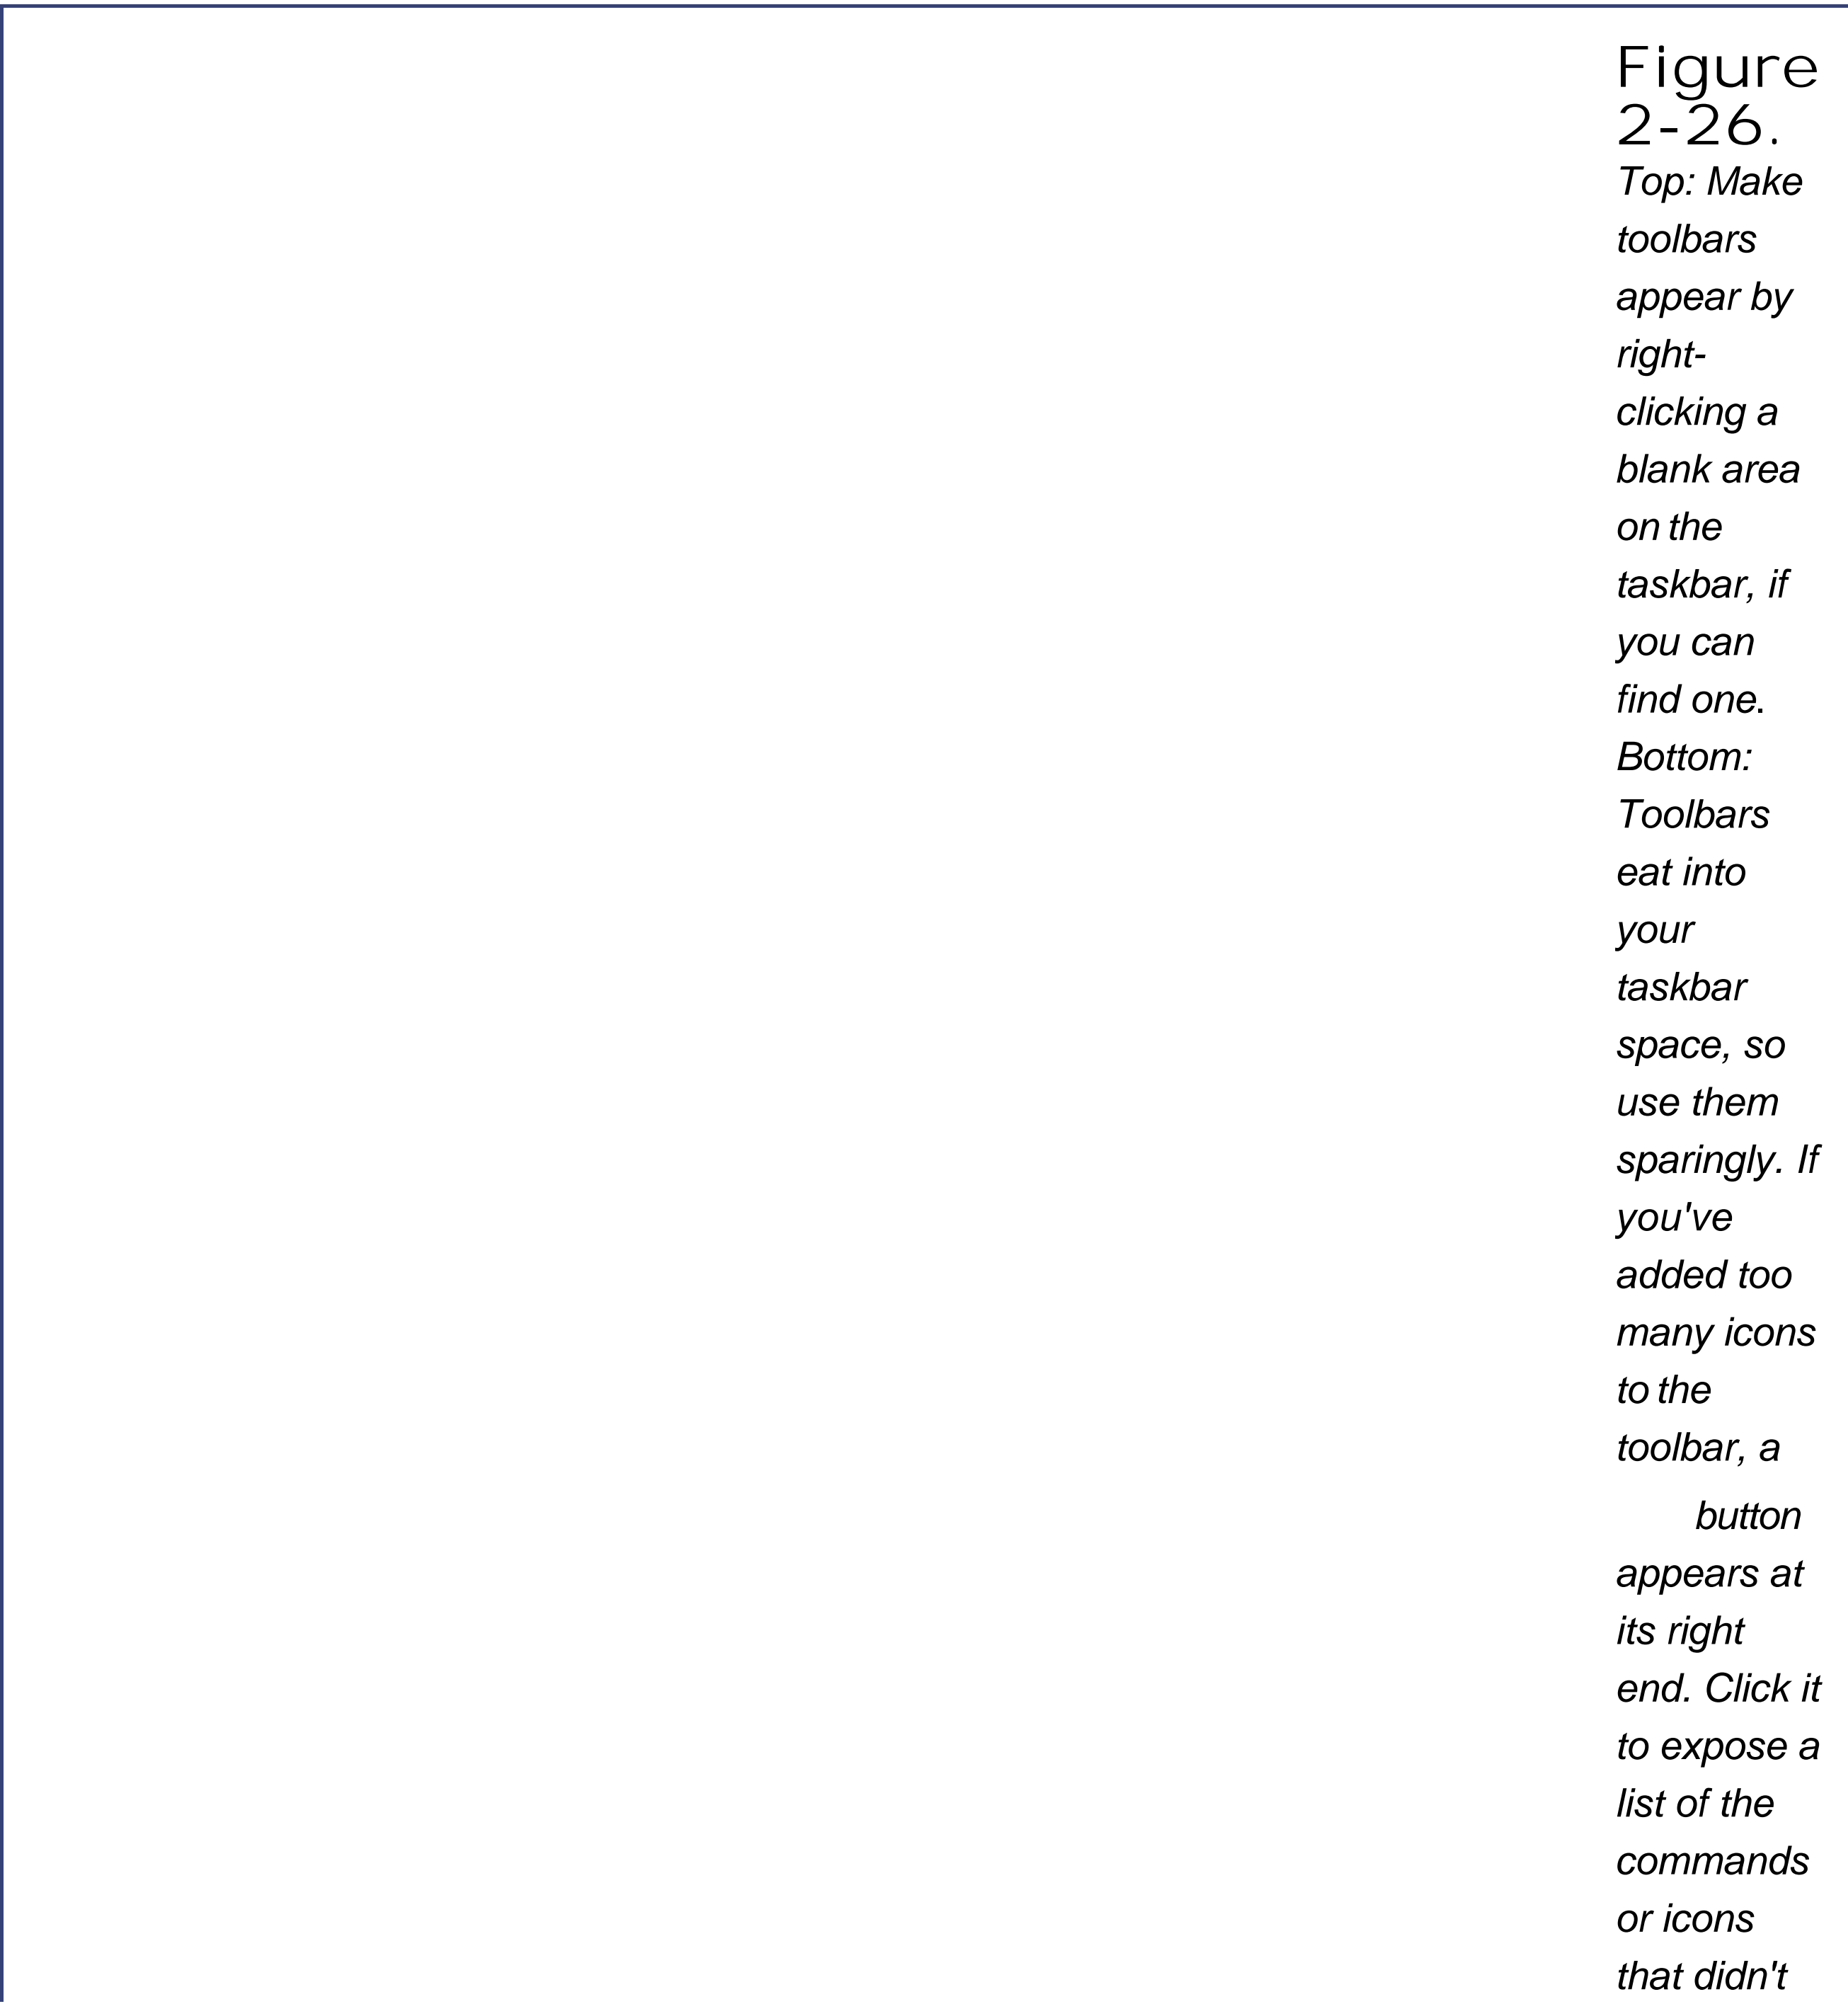 Figure
2-26.
Top: Make
toolbars
appear by
right-
clicking a
blank area
on the
taskbar, if
you can
find one.
Bottom:
Toolbars
eat into
your
taskbar
space, so
use them
sparingly. If
you've
added too
many icons
to the
toolbar, a
button
appears at
its right
end. Click it
to expose a
list of the
commands
or icons
that didn't